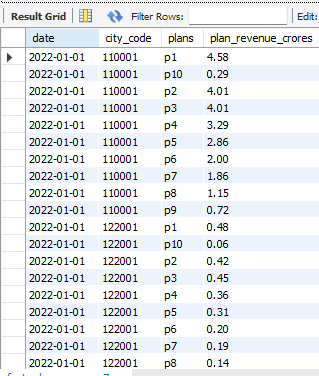 Result Grid Filter Rows: Edit:
date city_code plans plan_revenue_crores
2022-01-01 110001 p1 4.58
2022-01-01 110001 p10 0.29
2022-01-01 110001 p2 4.01
2022-01-01 110001 p3 4.01
2022-01-01 110001 p4 3.29
2022-01-01 110001 p5 2.86
2022-01-01 110001 p6 2.00
2022-01-01 110001 p7 1.86
2022-01-01 110001 p8 1.15
2022-01-01 110001 p9 0.72
2022-01-01 122001 p1 0.48
2022-01-01 122001 p10 0.06
2022-01-01 122001 p2 0.42
2022-01-01 122001 p3 0.45
2022-01-01 122001 p4 0.36
2022-01-01 122001 p5 0.31
2022-01-01 122001 p6 0.20
2022-01-01 122001 p7 0.19
2022-01-01 122001 p8 0.14